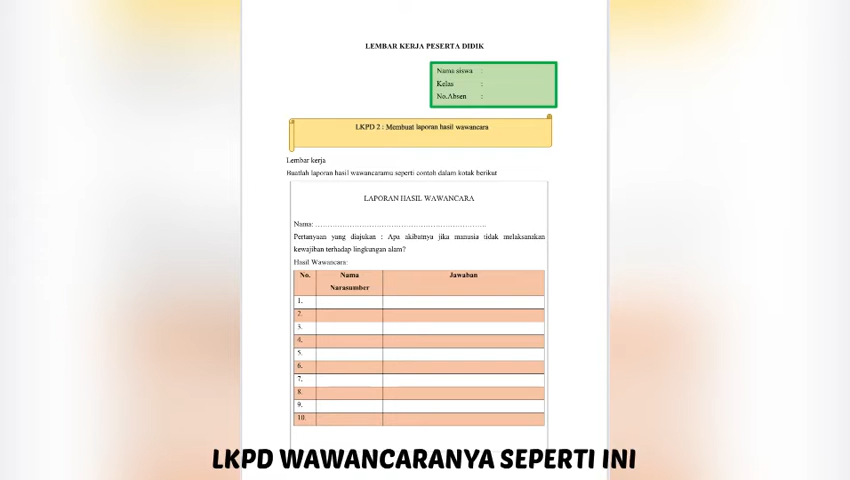 LEMBAR KERJA PESERTA DIDIK
Nama siswa :
Kelas :
No.Absen :
LKPD 2 : Membuat laporan hasil wawancara
Lembar kerja
Buatlah laporan hasil wawancaramu seperti contoh dalam kotak berikut
LAPORAN HASIL WAWANCARA
Nama: ……………………………………………………………
Pertanyaan yang diajukan : Apa akibatnya jika manusia tidak melaksanakan
kewajiban terhadap lingkungan alam?
Hasil Wawancara:
No. Nama Narasumber Jawaban
1.
2.
3.
4.
5.
6.
7.
8.
9.
10.
LKPD WAWANCARANYA SEPERTI INI